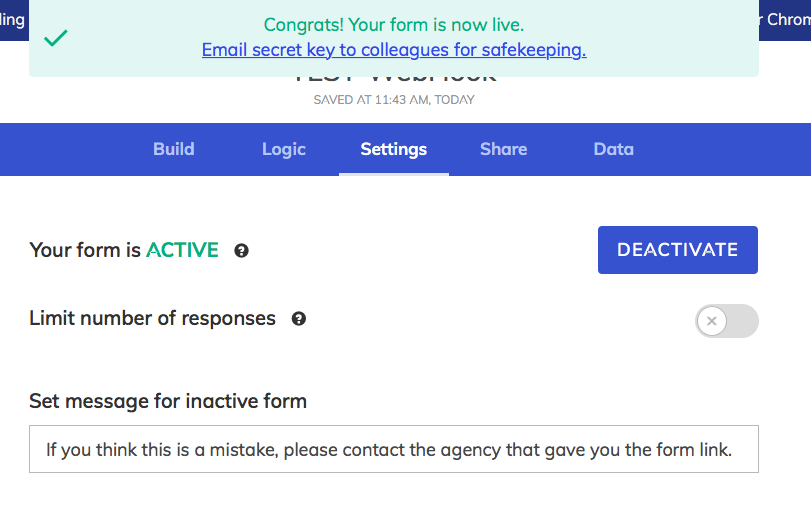 ling
Congrats! Your form is now live.
r Chrom
Email secret key to colleagues for safekeeping.
TEST WebHook
SAVED AT 11:43 AM, TODAY
Build
Logic
Settings
Share
Data
Your form is ACTIVE
DEACTIVATE
Limit number of responses
Set message for inactive form
If you think this is a mistake, please contact the agency that gave you the form link.